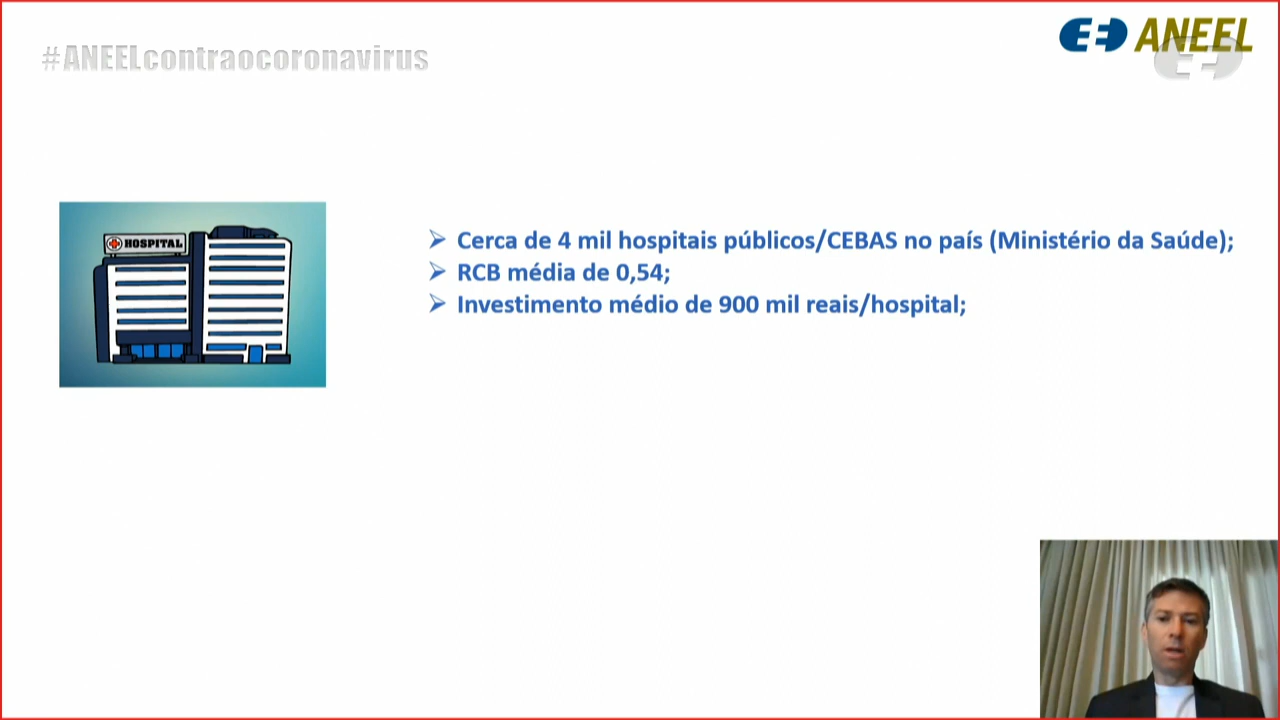 #ANEELcontraocoronavirus
ANEEL
HOSPITAL
Cerca de 4 mil hospitais públicos/CEBAS no país (Ministério da Saúde);
RCB média de 0,54;
Investimento médio de 900 mil reais/hospital;